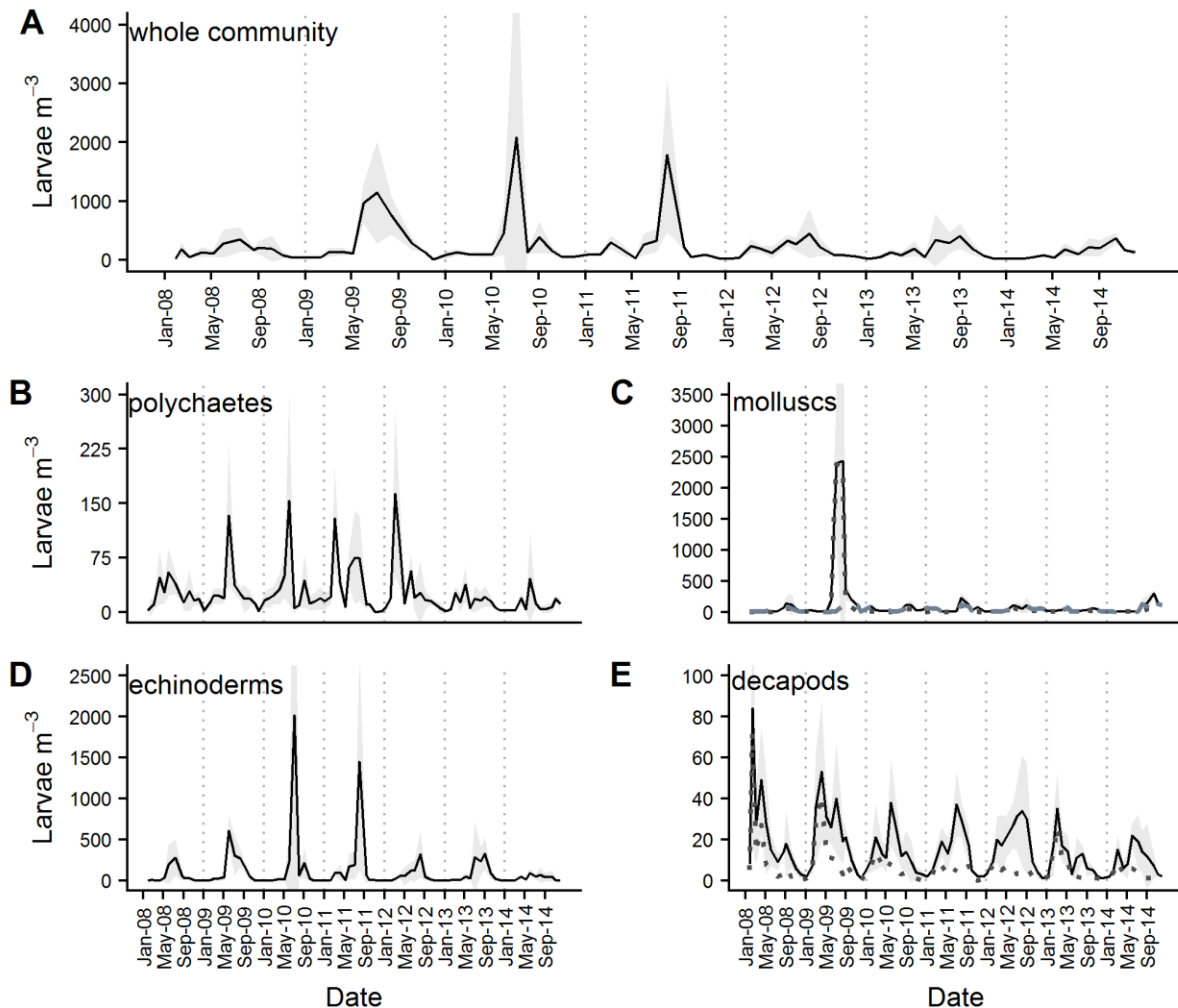 A
whole community
Larvae m⁻³
4000
3000
2000
1000
0
Jan-08
May-08
Sep-08
Jan-09
May-09
Sep-09
Jan-10
May-10
Sep-10
Jan-11
May-11
Sep-11
Jan-12
May-12
Sep-12
Jan-13
May-13
Sep-13
Jan-14
May-14
Sep-14
B
polychaetes
Larvae m⁻³
300
225
150
75
0
C
molluscs
3500
3000
2500
2000
1500
1000
500
0
D
echinoderms
Larvae m⁻³
2500
2000
1500
1000
500
0
Jan-08
May-08
Sep-08
Jan-09
May-09
Sep-09
Jan-10
May-10
Sep-10
Jan-11
May-11
Sep-11
Jan-12
May-12
Sep-12
Jan-13
May-13
Sep-13
Jan-14
May-14
Sep-14
Date
E
decapods
100
80
60
40
20
0
Jan-08
May-08
Sep-08
Jan-09
May-09
Sep-09
Jan-10
May-10
Sep-10
Jan-11
May-11
Sep-11
Jan-12
May-12
Sep-12
Jan-13
May-13
Sep-13
Jan-14
May-14
Sep-14
Date